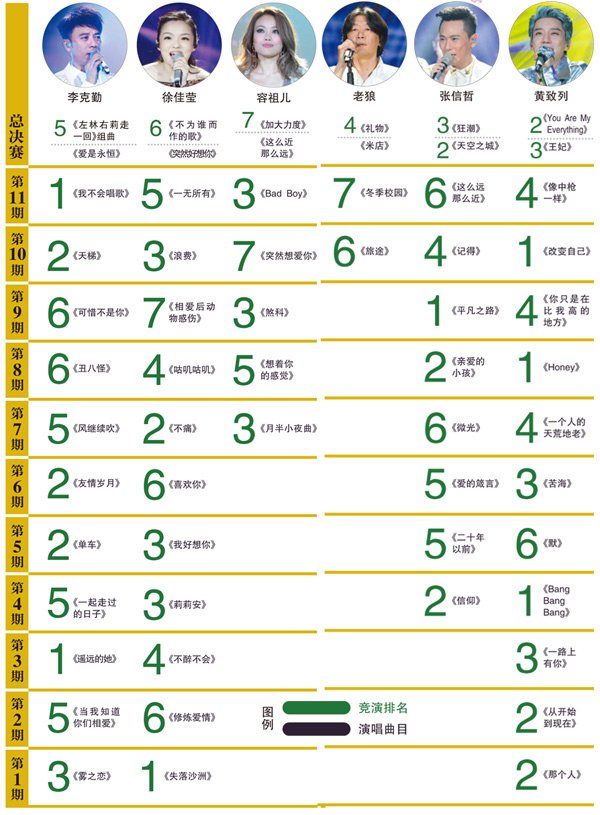 李克勤 徐佳莹 容祖儿 老狼 张信哲 黄致列
总决赛
5 《左林右莉走
一回》组曲
《爱是永恒》
6 《不为谁而
作的歌》
《突然好想你》
7 《加大力度》
《这么近
那么远》
4 《礼物》
《米店》
3 《狂潮》
2 《天空之城》
2 《You Are My
Everything》
3 《王妃》
第11期
1 《我不会唱歌》
5 《一无所有》
3 《Bad Boy》
7 《冬季校园》
6 《这么远
那么近》
4 《像中枪
一样》
第10期
2 《天梯》
3 《浪费》
7 《突然想爱你》
6 《旅途》
4 《记得》
1 《改变自己》
第9期
6 《可惜不是你》
7 《相爱后动
物感伤》
3 《煞科》
1 《平凡之路》
4 《你只是在
比我高的
地方》
第8期
6 《丑八怪》
4 《咕叽咕叽》
5 《想着你
的感觉》
2 《亲爱的
小孩》
1 《Honey》
第7期
5 《风继续吹》
2 《不痛》
3 《月半小夜曲》
6 《微光》
4 《一个人的
天荒地老》
第6期
2 《友情岁月》
6 《喜欢你》
5 《爱的箴言》
3 《苦海》
第5期
2 《单车》
3 《我好想你》
5 《二十年
以前》
6 《默》
第4期
5 《一起走过
的日子》
3 《莉莉安》
2 《信仰》
1 《Bang
Bang
Bang》
第3期
1 《遥远的她》
4 《不醉不会》
3 《一路上
有你》
第2期
5 《当我知道
你们相爱》
6 《修炼爱情》
2 《从开始
到现在》
图例
竞演排名
演唱曲目
第1期
3 《雾之恋》
1 《失落沙洲》
2 《那个人》